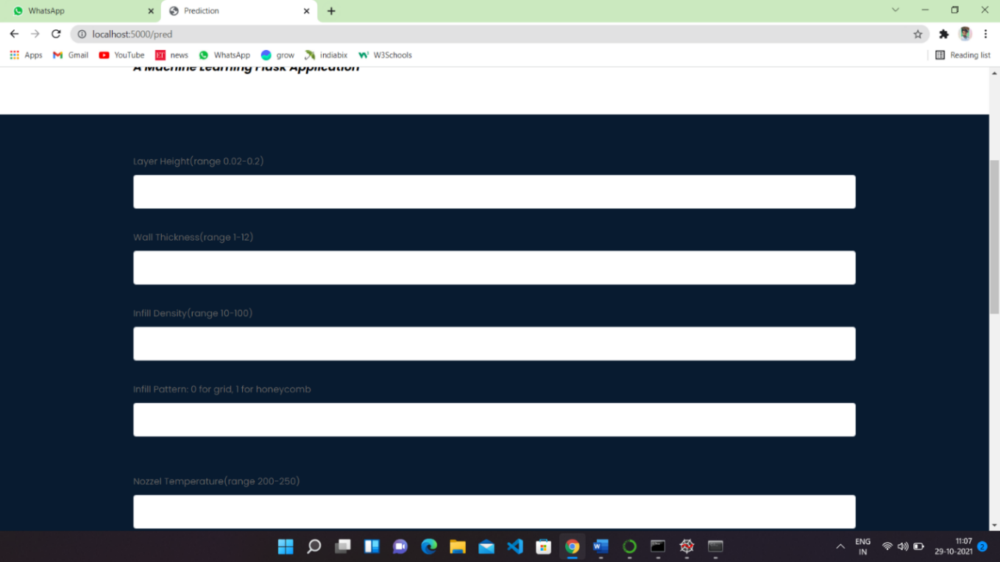 WhatsApp
Prediction
localhost:5000/pred
Apps
Gmail
YouTube
ET news
WhatsApp
grow
indiabix
W3Schools
Reading list
A Machine Learning Flask Application
Layer Height(range 0.02-0.2)
Wall Thickness(range 1-12)
Infill Density(range 10-100)
Infill Pattern: 0 for grid, 1 for honeycomb
Nozzel Temperature(range 200-250)
ENG
IN
11:07
29-10-2021
2